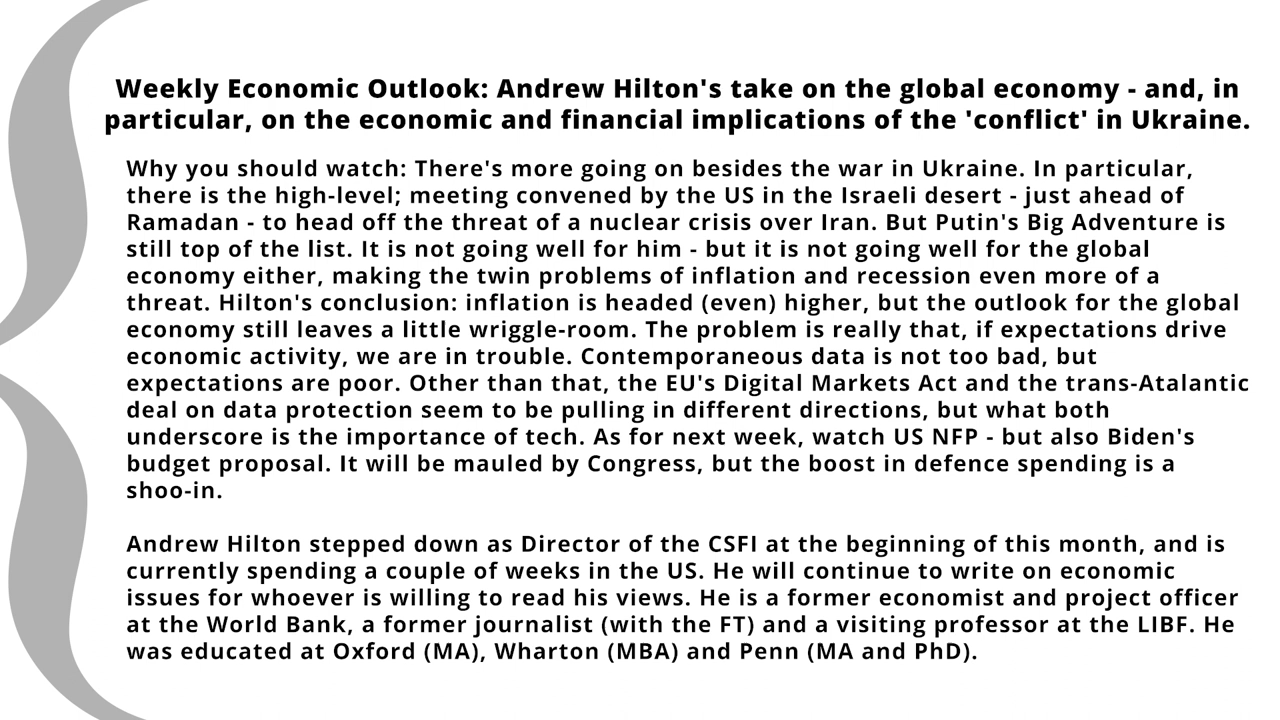 Weekly Economic Outlook: Andrew Hilton's take on the global economy - and, in
particular, on the economic and financial implications of the 'conflict' in Ukraine.
Why you should watch: There's more going on besides the war in Ukraine. In particular,
there is the high-level; meeting convened by the US in the Israeli desert - just ahead of
Ramadan - to head off the threat of a nuclear crisis over Iran. But Putin's Big Adventure is
still top of the list. It is not going well for him - but it is not going well for the global
economy either, making the twin problems of inflation and recession even more of a
threat. Hilton's conclusion: inflation is headed (even) higher, but the outlook for the global
economy still leaves a little wriggle-room. The problem is really that, if expectations drive
economic activity, we are in trouble. Contemporaneous data is not too bad, but
expectations are poor. Other than that, the EU's Digital Markets Act and the trans-Atalantic
deal on data protection seem to be pulling in different directions, but what both
underscore is the importance of tech. As for next week, watch US NFP - but also Biden's
budget proposal. It will be mauled by Congress, but the boost in defence spending is a
shoo-in.
Andrew Hilton stepped down as Director of the CSFI at the beginning of this month, and is
currently spending a couple of weeks in the US. He will continue to write on economic
issues for whoever is willing to read his views. He is a former economist and project officer
at the World Bank, a former journalist (with the FT) and a visiting professor at the LIBF. He
was educated at Oxford (MA), Wharton (MBA) and Penn (MA and PhD).